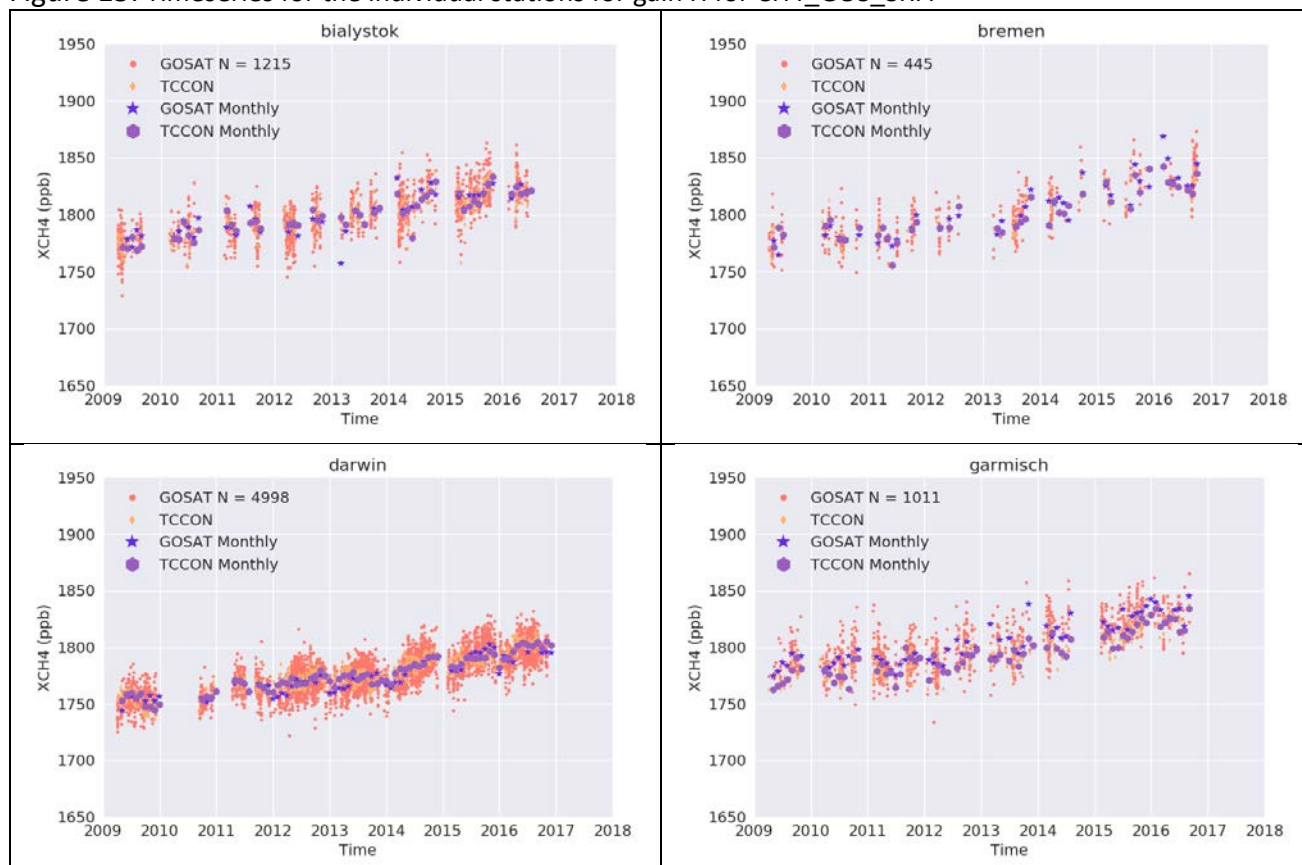 bialystok
1950
1900
1850
1800
1750
1700
1650
XCH4 (ppb)
GOSAT N = 1215
TCCON
GOSAT Monthly
TCCON Monthly
2009 2010 2011 2012 2013 2014 2015 2016 2017 2018
Time
bremen
1950
1900
1850
1800
1750
1700
1650
XCH4 (ppb)
GOSAT N = 445
TCCON
GOSAT Monthly
TCCON Monthly
2009 2010 2011 2012 2013 2014 2015 2016 2017 2018
Time
darwin
1950
1900
1850
1800
1750
1700
1650
XCH4 (ppb)
GOSAT N = 4998
TCCON
GOSAT Monthly
TCCON Monthly
2009 2010 2011 2012 2013 2014 2015 2016 2017 2018
Time
garmisch
1950
1900
1850
1800
1750
1700
1650
XCH4 (ppb)
GOSAT N = 1011
TCCON
GOSAT Monthly
TCCON Monthly
2009 2010 2011 2012 2013 2014 2015 2016 2017 2018
Time